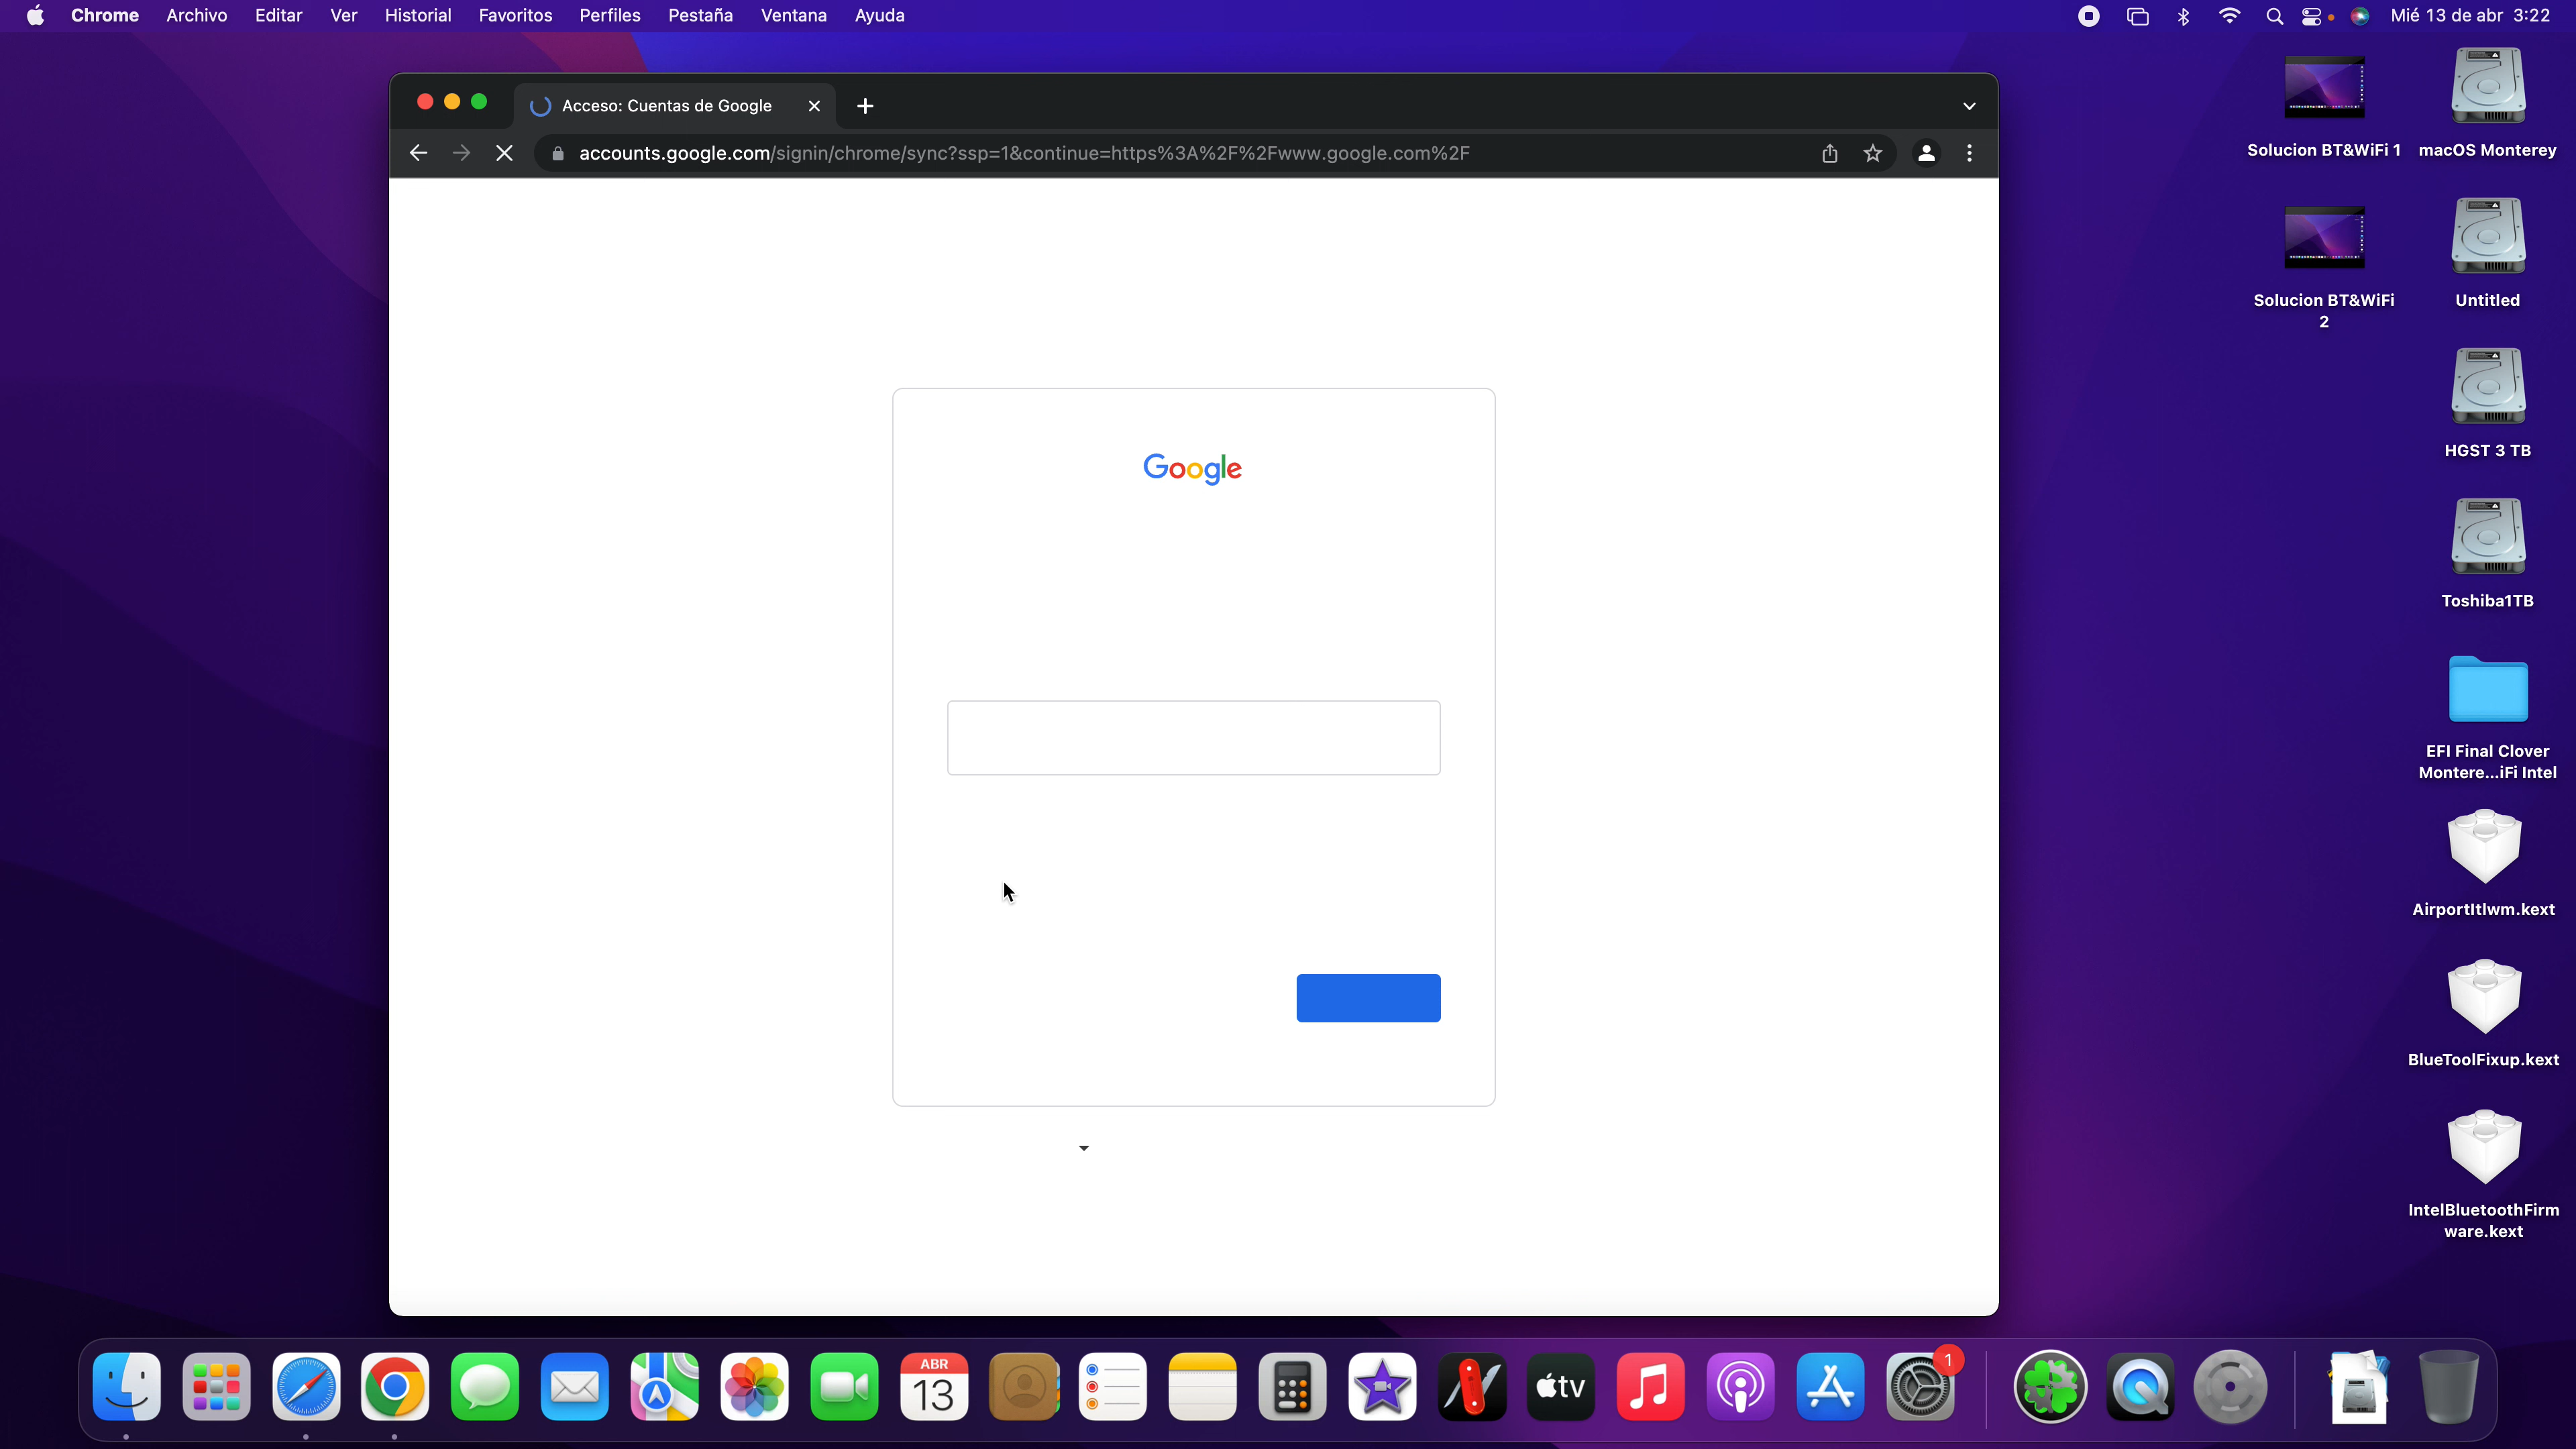 Chrome Archivo Editar Ver Historial Favoritos Perfiles Pestaña Ventana Ayuda Mié 13 de abr 3:22
Acceso: Cuentas de Google
accounts.google.com/signin/chrome/sync?ssp=1&continue=https%3A%2F%2Fwww.google.com%2F
Google
Solucion BT&WiFi 1
macOS Monterey
Solucion BT&WiFi
2
Untitled
HGST 3 TB
Toshiba1TB
EFI Final Clover
Montere...iFi Intel
AirportItlwm.kext
BlueToolFixup.kext
IntelBluetoothFirm
ware.kext
ABR
13
tv
1